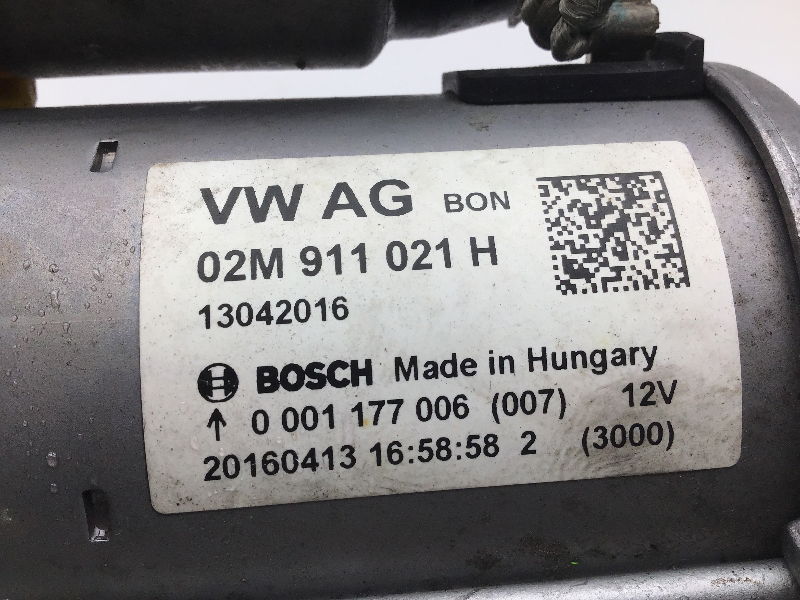 VW AG BON
02M 911 021 H
13042016
BOSCH Made in Hungary
↑ 0 001 177 006 (007) 12V
20160413 16:58:58 2 (3000)